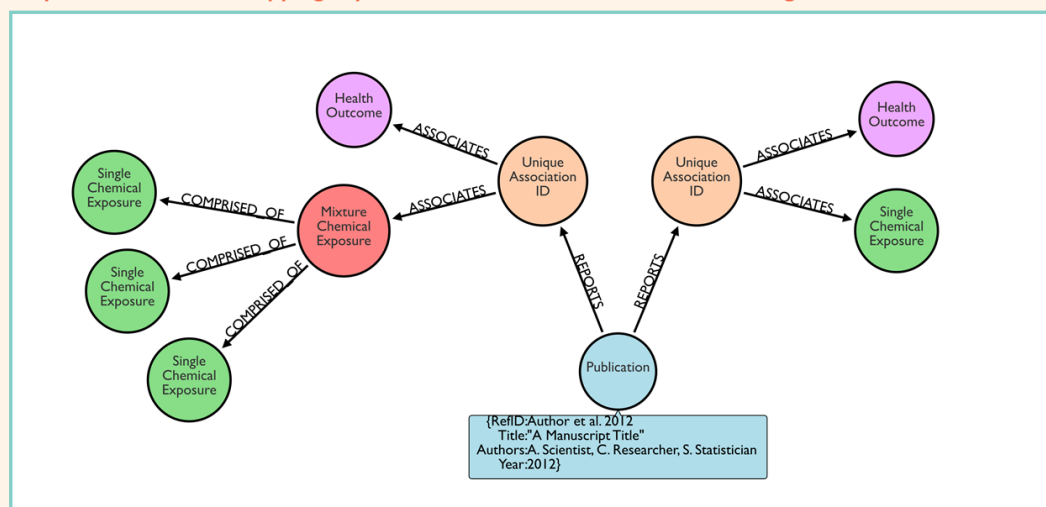 Health
Outcome
Health
Outcome
ASSOCIATES
ASSOCIATES
Unique
Association
ID
Unique
Association
ID
Single
Chemical
Exposure
COMPRISED_OF
Mixture
Chemical
Exposure
ASSOCIATES
ASSOCIATES
Single
Chemical
Exposure
COMPRISED_OF
Single
Chemical
Exposure
COMPRISED_OF
REPORTS
REPORTS
Single
Chemical
Exposure
Publication
{RefID:Author et al. 2012
Title:"A Manuscript Title"
Authors:A. Scientist, C. Researcher, S. Statistician
Year:2012}